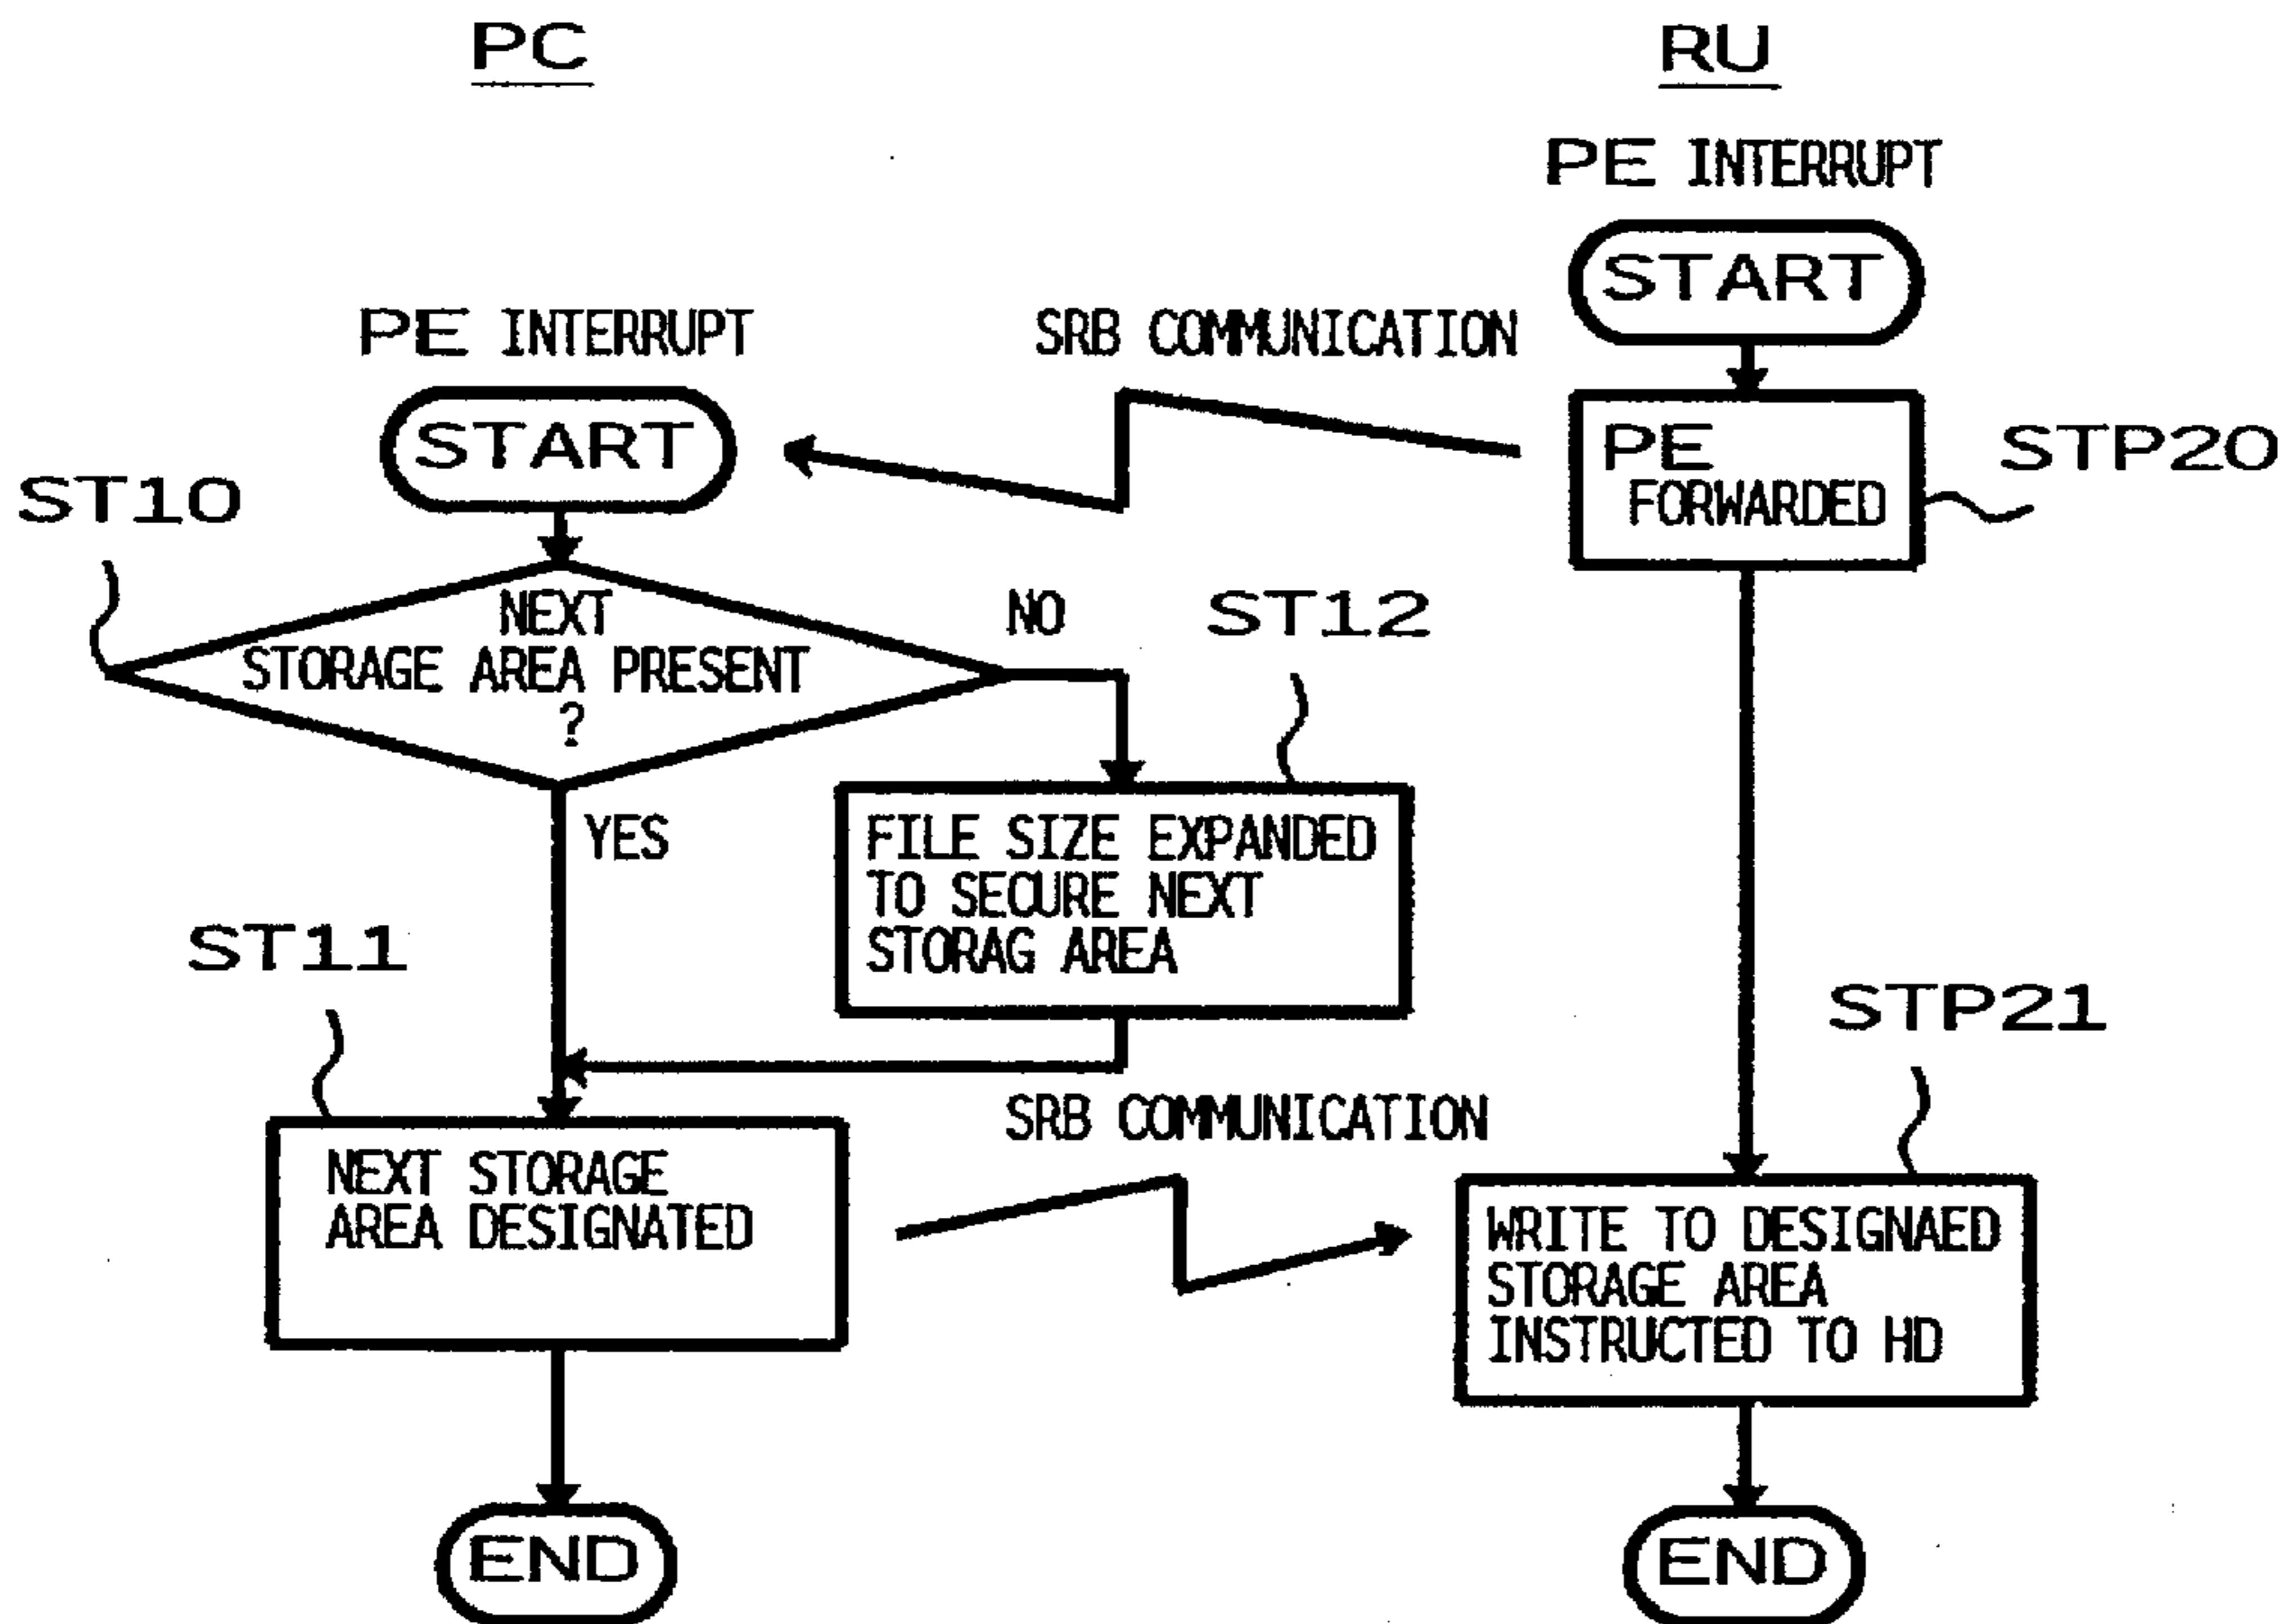 PC
RU
PE INTERRUPT
START
PE INTERRUPT
SRB COMMUNICATION
START
PE
FORWARDED
STP20
ST10
NEXT
STORAGE AREA PRESENT
?
NO
ST12
YES
FILE SIZE EXPANDED
TO SECURE NEXT
STORAG AREA
ST11
STP21
SRB COMMUNICATION
NEXT STORAGE
AREA DESIGNATED
WRITE TO DESIGNAED
STORAGE AREA
INSTRUCTED TO HD
END
END